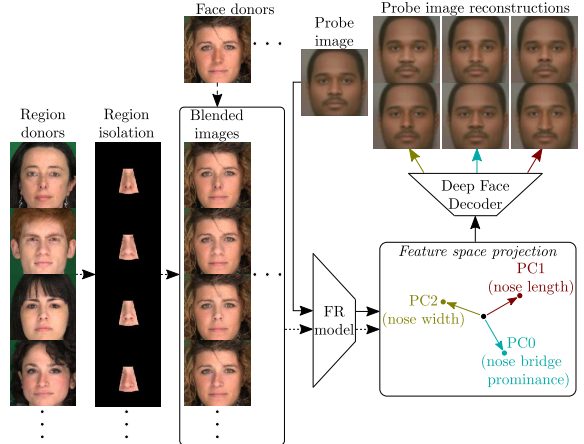 Face donors
Probe
image
Probe image reconstructions
Region
donors
Region
isolation
Blended
images
Deep Face
Decoder
Feature space projection
PC1
(nose length)
PC2
(nose width)
FR
model
PC0
(nose bridge
prominance)